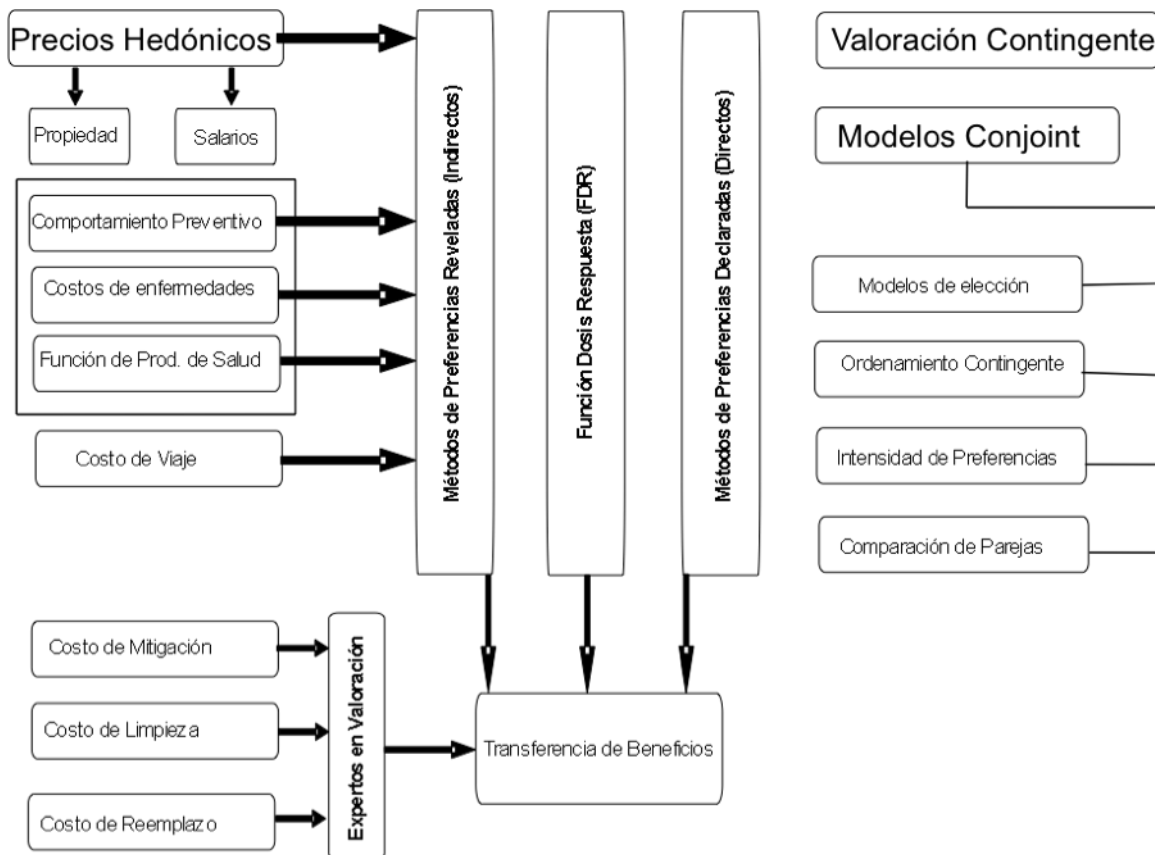 Precios Hedónicos
Propiedad
Salarios
Comportamiento Preventivo
Costos de enfermedades
Función de Prod. de Salud
Costo de Viaje
Métodos de Preferencias Reveladas (Indirectos)
Función Dosis Respuesta (FDR)
Métodos de Preferencias Declaradas (Directos)
Valoración Contingente
Modelos Conjoint
Modelos de elección
Ordenamiento Contingente
Intensidad de Preferencias
Comparación de Parejas
Costo de Mitigación
Costo de Limpieza
Costo de Reemplazo
Expertos en Valoración
Transferencia de Beneficios